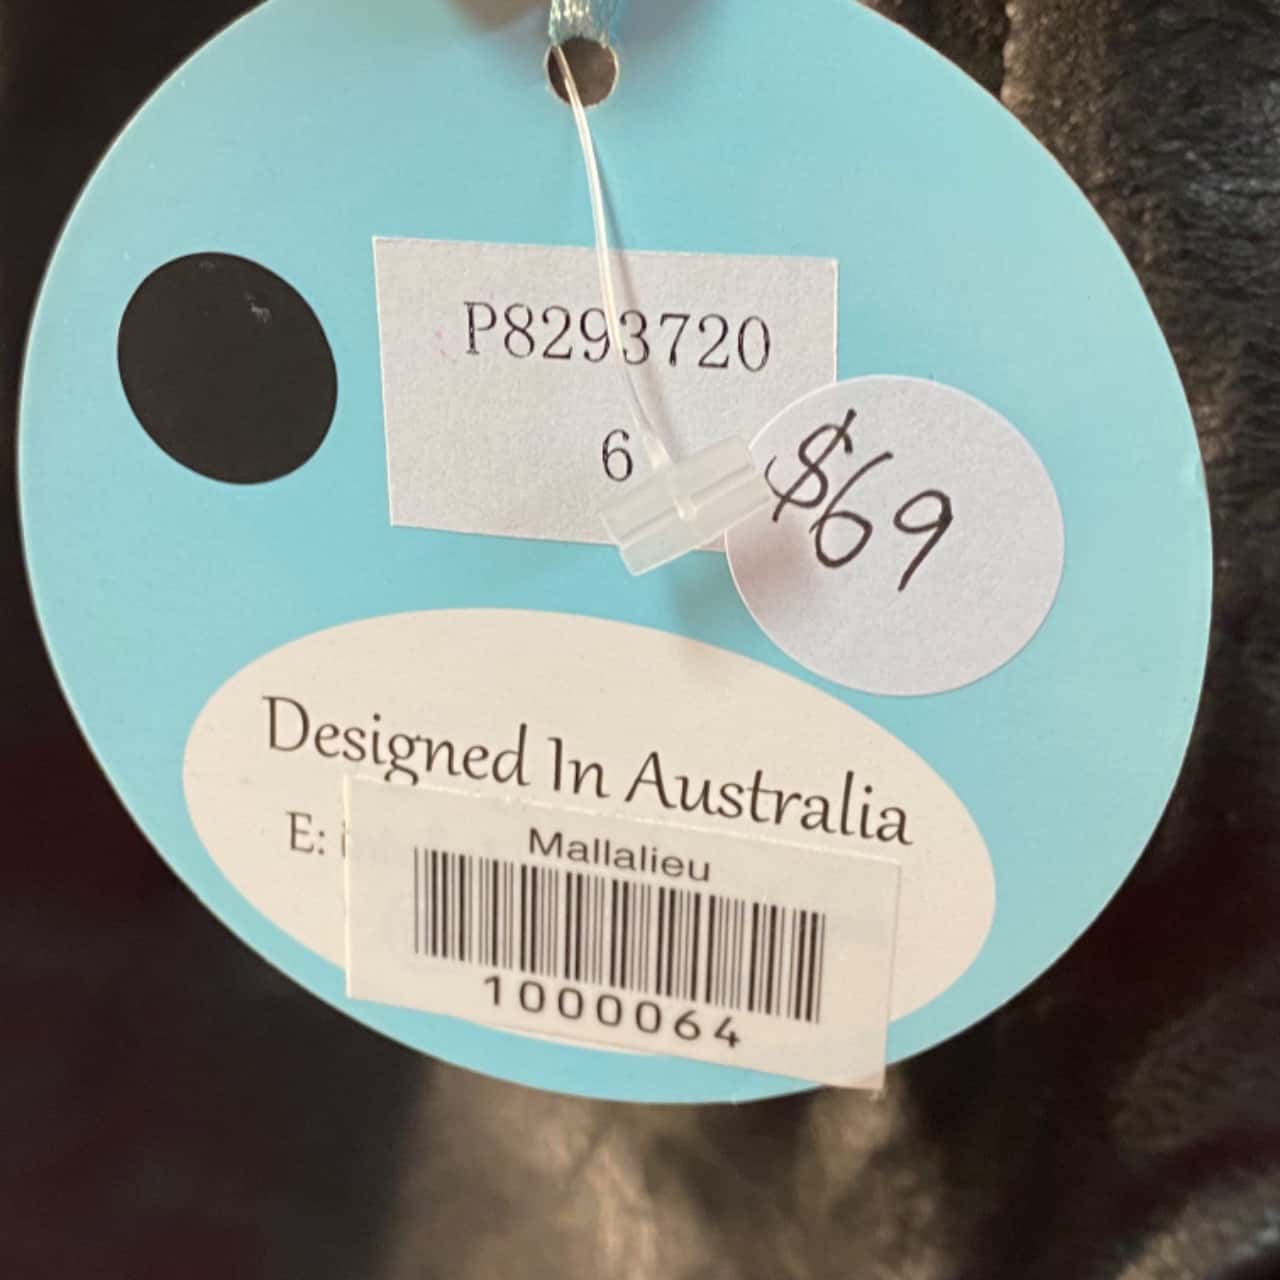 P8293720
6
$69
Designed In Australia
E:
Mallalieu
1000064